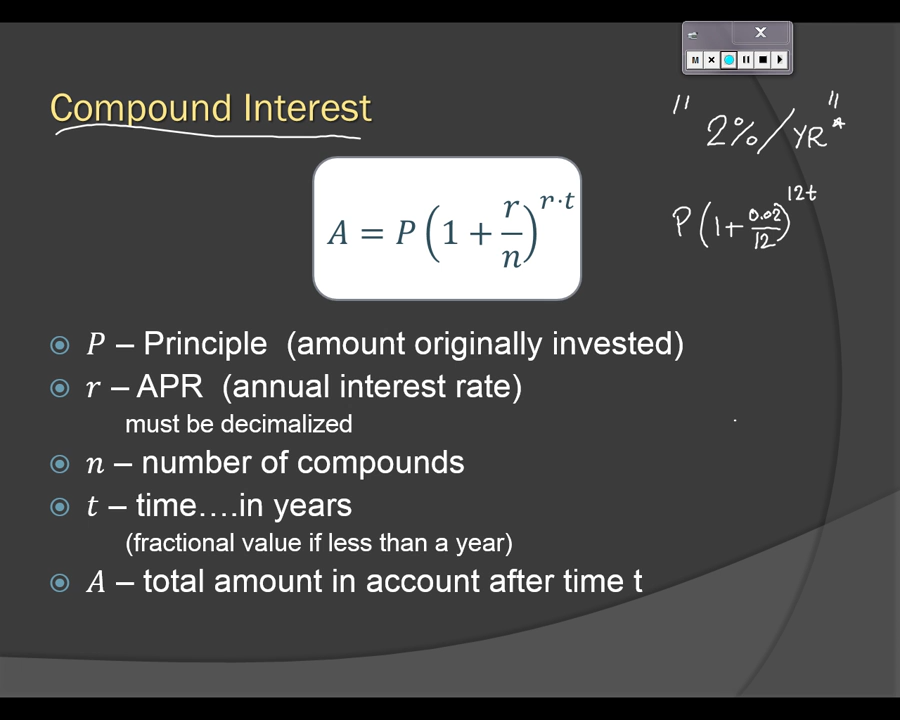 Compound Interest
" 2%/YR* "
A = P(1 + r/n)^(r·t)
P(1 + 0.02/12)^12t
P – Principle (amount originally invested)
r – APR (annual interest rate)
must be decimalized
n – number of compounds
t – time….in years
(fractional value if less than a year)
A – total amount in account after time t
M